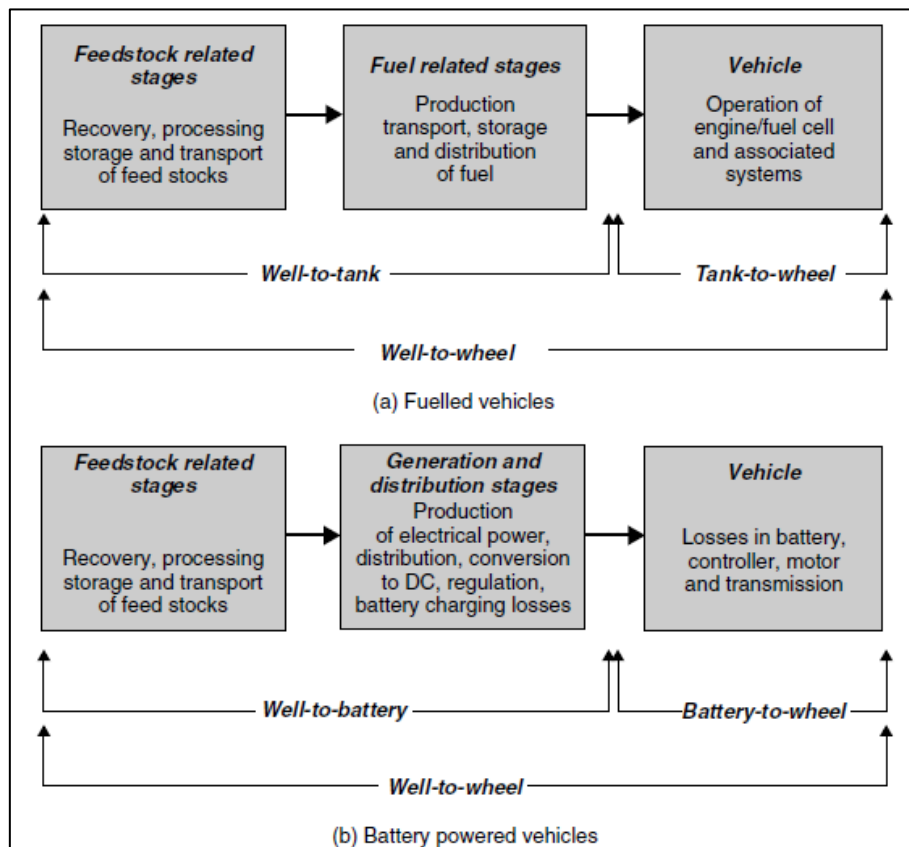 Feedstock related
stages
Recovery, processing
storage and transport
of feed stocks
Fuel related stages
Production
transport, storage
and distribution
of fuel
Vehicle
Operation of
engine/fuel cell
and associated
systems
Well-to-tank
Tank-to-wheel
Well-to-wheel
(a) Fuelled vehicles
Feedstock related
stages
Recovery, processing
storage and transport
of feed stocks
Generation and
distribution stages
Production
of electrical power,
distribution, conversion
to DC, regulation,
battery charging losses
Vehicle
Losses in battery,
controller, motor
and transmission
Well-to-battery
Battery-to-wheel
Well-to-wheel
(b) Battery powered vehicles